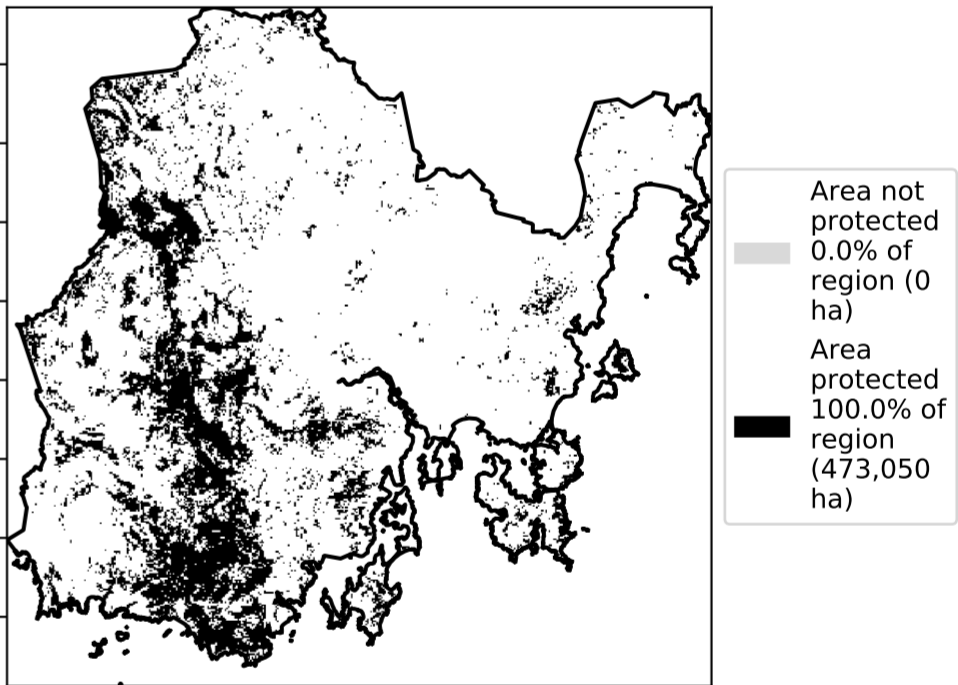 Area not
protected
0.0% of
region (0
ha)
Area
protected
100.0% of
region
(473,050
ha)